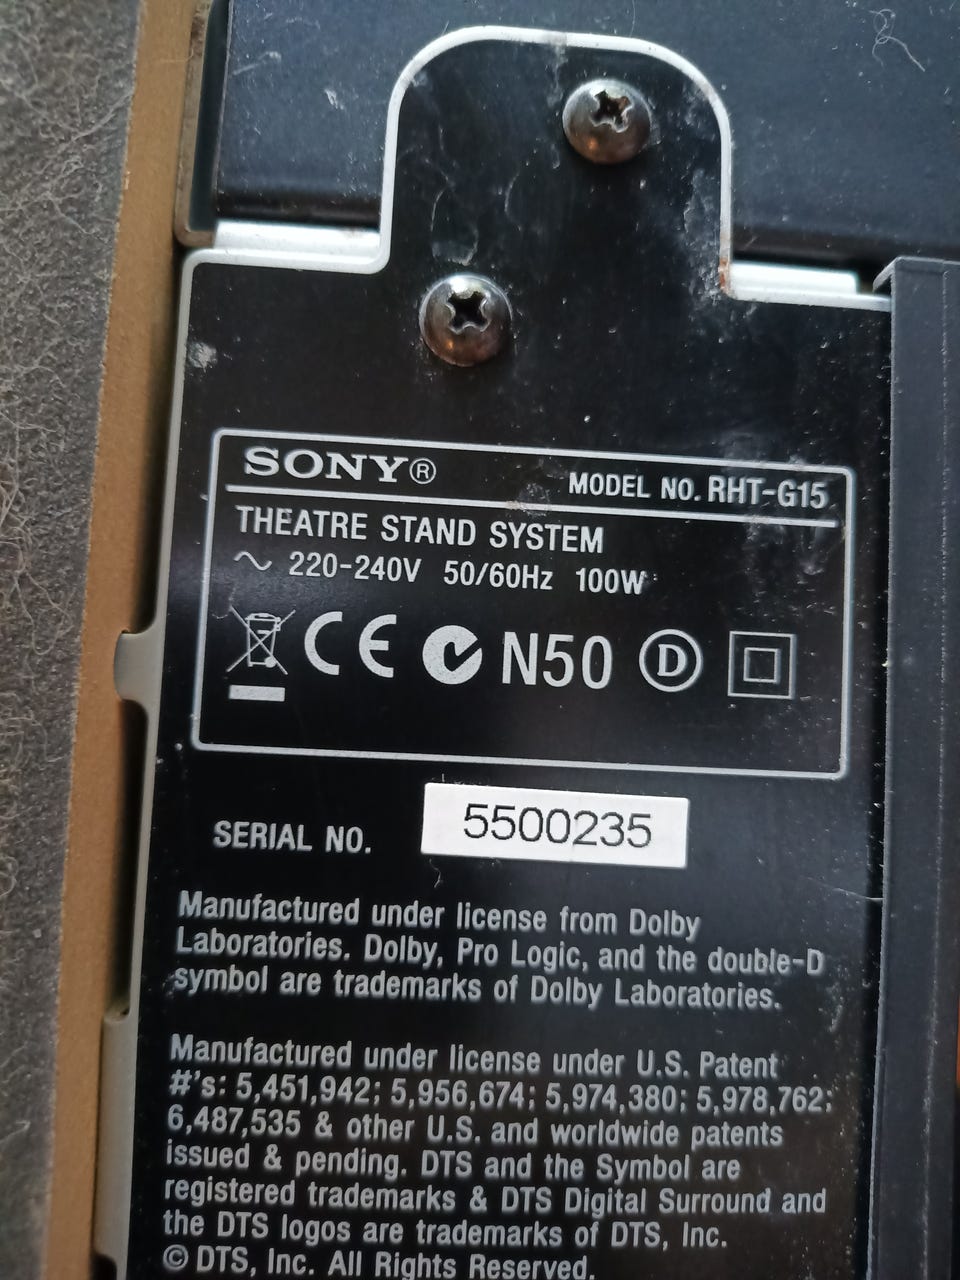 SONY®
MODEL NO. RHT-G15
THEATRE STAND SYSTEM
~ 220-240V 50/60Hz 100W
CE N50 D
SERIAL NO. 5500235
Manufactured under license from Dolby
Laboratories. Dolby, Pro Logic, and the double-D
symbol are trademarks of Dolby Laboratories.
Manufactured under license under U.S. Patent
#'s: 5,451,942; 5,956,674; 5,974,380; 5,978,762;
6,487,535 & other U.S. and worldwide patents
issued & pending. DTS and the Symbol are
registered trademarks & DTS Digital Surround and
the DTS logos are trademarks of DTS, Inc.
© DTS, Inc. All Rights Reserved.